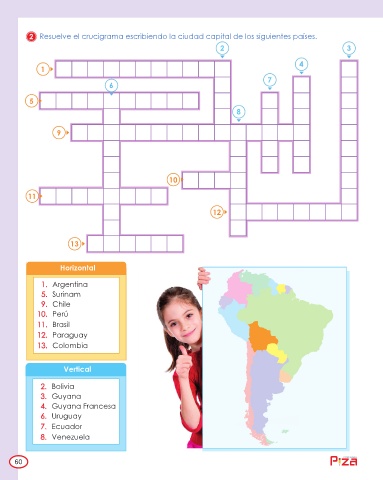 2 Resuelve el crucigrama escribiendo la ciudad capital de los siguientes países.
2
3
4
1
7
6
5
8
9
10
11
12
13
Horizontal
1. Argentina
5. Surinam
9. Chile
10. Perú
11. Brasil
12. Paraguay
13. Colombia
Vertical
2. Bolivia
3. Guyana
4. Guyana Francesa
6. Uruguay
7. Ecuador
8. Venezuela
60